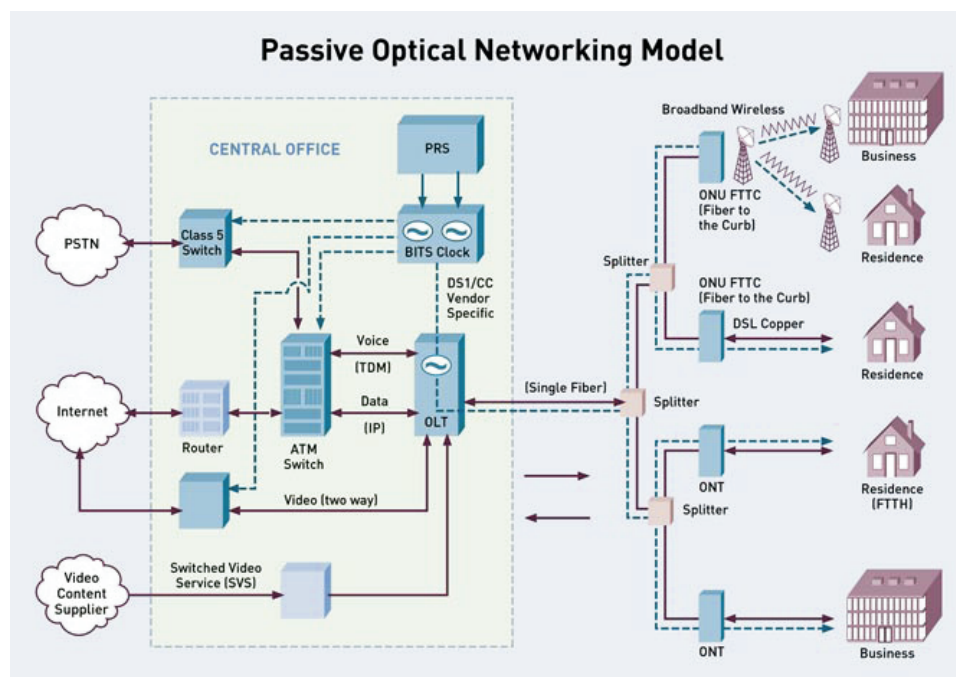 Passive Optical Networking Model
CENTRAL OFFICE
PRS
BITS Clock
Class 5
Switch
PSTN
DS1/CC
Vendor
Specific
Voice
(TDM)
Data
(IP)
OLT
ATM
Switch
Router
Internet
Video (two way)
Switched Video
Service (SVS)
Video
Content
Supplier
(Single Fiber)
Splitter
Splitter
Splitter
Broadband Wireless
ONU FTTC
(Fiber to
the Curb)
Business
Residence
ONU FTTC
(Fiber to the Curb)
DSL Copper
Residence
ONT
Residence
(FTTH)
ONT
Business